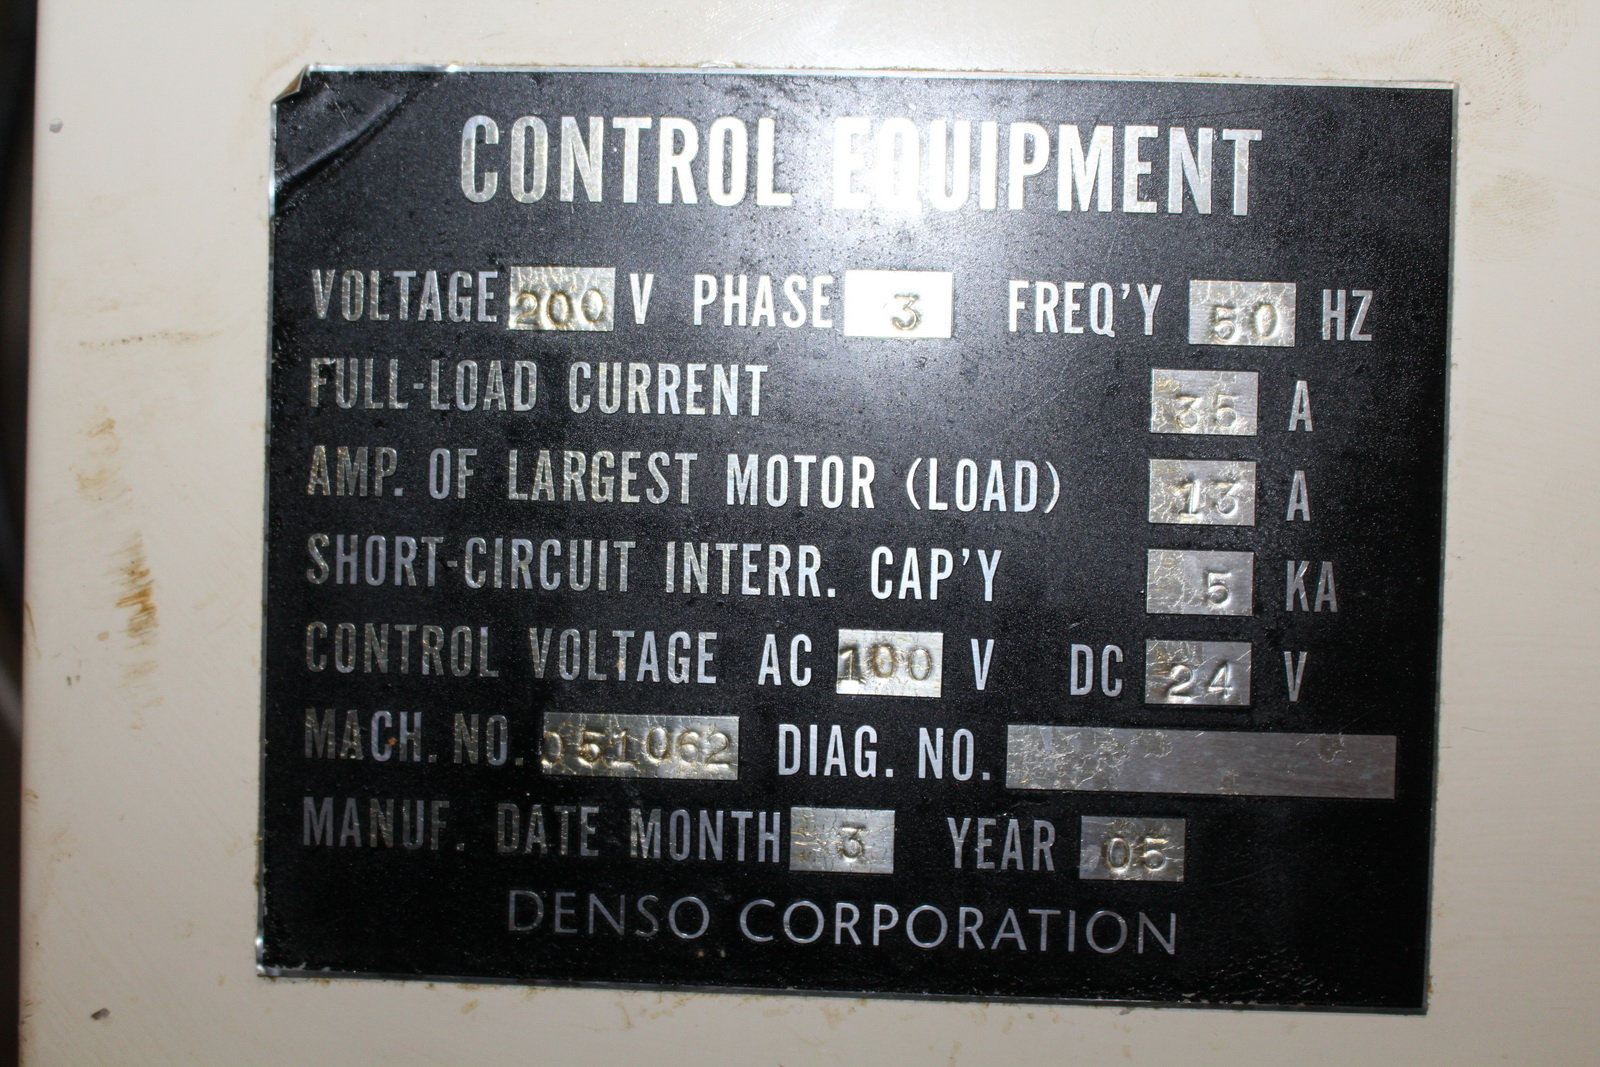 CONTROL EQUIPMENT
VOLTAGE 200 V PHASE 3 FREQ'Y 50 HZ
FULL-LOAD CURRENT 35 A
AMP. OF LARGEST MOTOR (LOAD) 13 A
SHORT-CIRCUIT INTERR. CAP'Y 5 KA
CONTROL VOLTAGE AC 100 V DC 24 V
MACH. NO. 051062 DIAG. NO.
MANUF. DATE MONTH 3 YEAR 05
DENSO CORPORATION